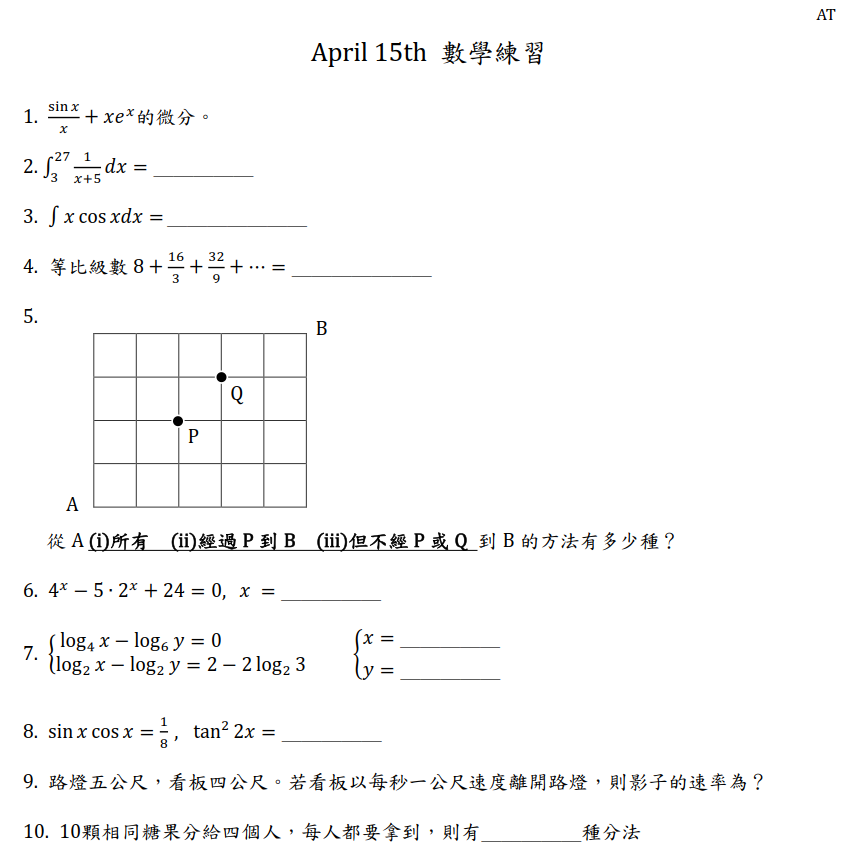 AT
April 15th 數學練習
1. $\frac{\sin x}{x} + xe^x$的微分。
2. $\int_3^{27} \frac{1}{x+5} dx =$ __________
3. $\int x \cos x dx =$ ______________
4. 等比級數 $8 + \frac{16}{3} + \frac{32}{9} + \cdots =$ ______________
5.
B
Q
P
A
從 A (i)所有 (ii)經過 P 到 B (iii)但不經 P 或 Q 到 B 的方法有多少種？
6. $4^x - 5 \cdot 2^x + 24 = 0, \ x =$ __________
7. $\begin{cases} \log_4 x - \log_6 y = 0 \\ \log_2 x - \log_2 y = 2 - 2\log_2 3 \end{cases}$ $\begin{cases} x = \_\_\_\_\_\_\_\_\_\_ \\ y = \_\_\_\_\_\_\_\_\_\_ \end{cases}$
8. $\sin x \cos x = \frac{1}{8}, \ \tan^2 2x =$ __________
9. 路燈五公尺，看板四公尺。若看板以每秒一公尺速度離開路燈，則影子的速率為？
10. 10顆相同糖果分給四個人，每人都要拿到，則有__________種分法